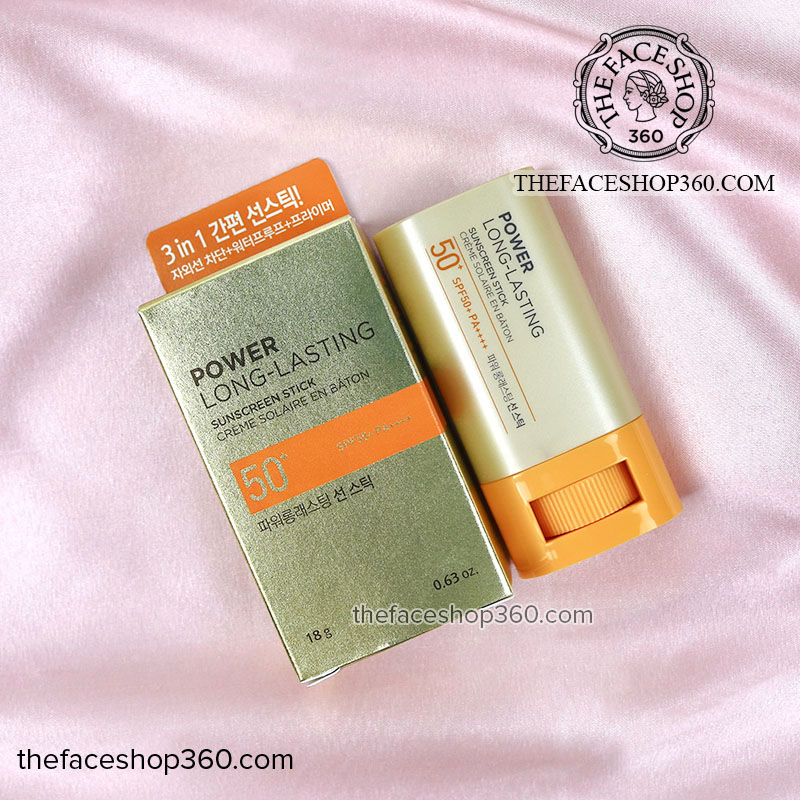 THE FACE SHOP
360
THEFACESHOP360.COM
3 in 1 간편 선스틱!
자외선 차단+워터프루프+프라이머
POWER
LONG-LASTING
SUNSCREEN STICK
CRÈME SOLAIRE EN BÂTON
50+
SPF50+ PA++++
파워롱래스팅 선 스틱
0.63 oz.
18 g
POWER
LONG-LASTING
SUNSCREEN STICK
CRÈME SOLAIRE EN BÂTON
50+
SPF50+ PA++++
파워 롱래스팅 선 스틱
thefaceshop360.com
thefaceshop360.com